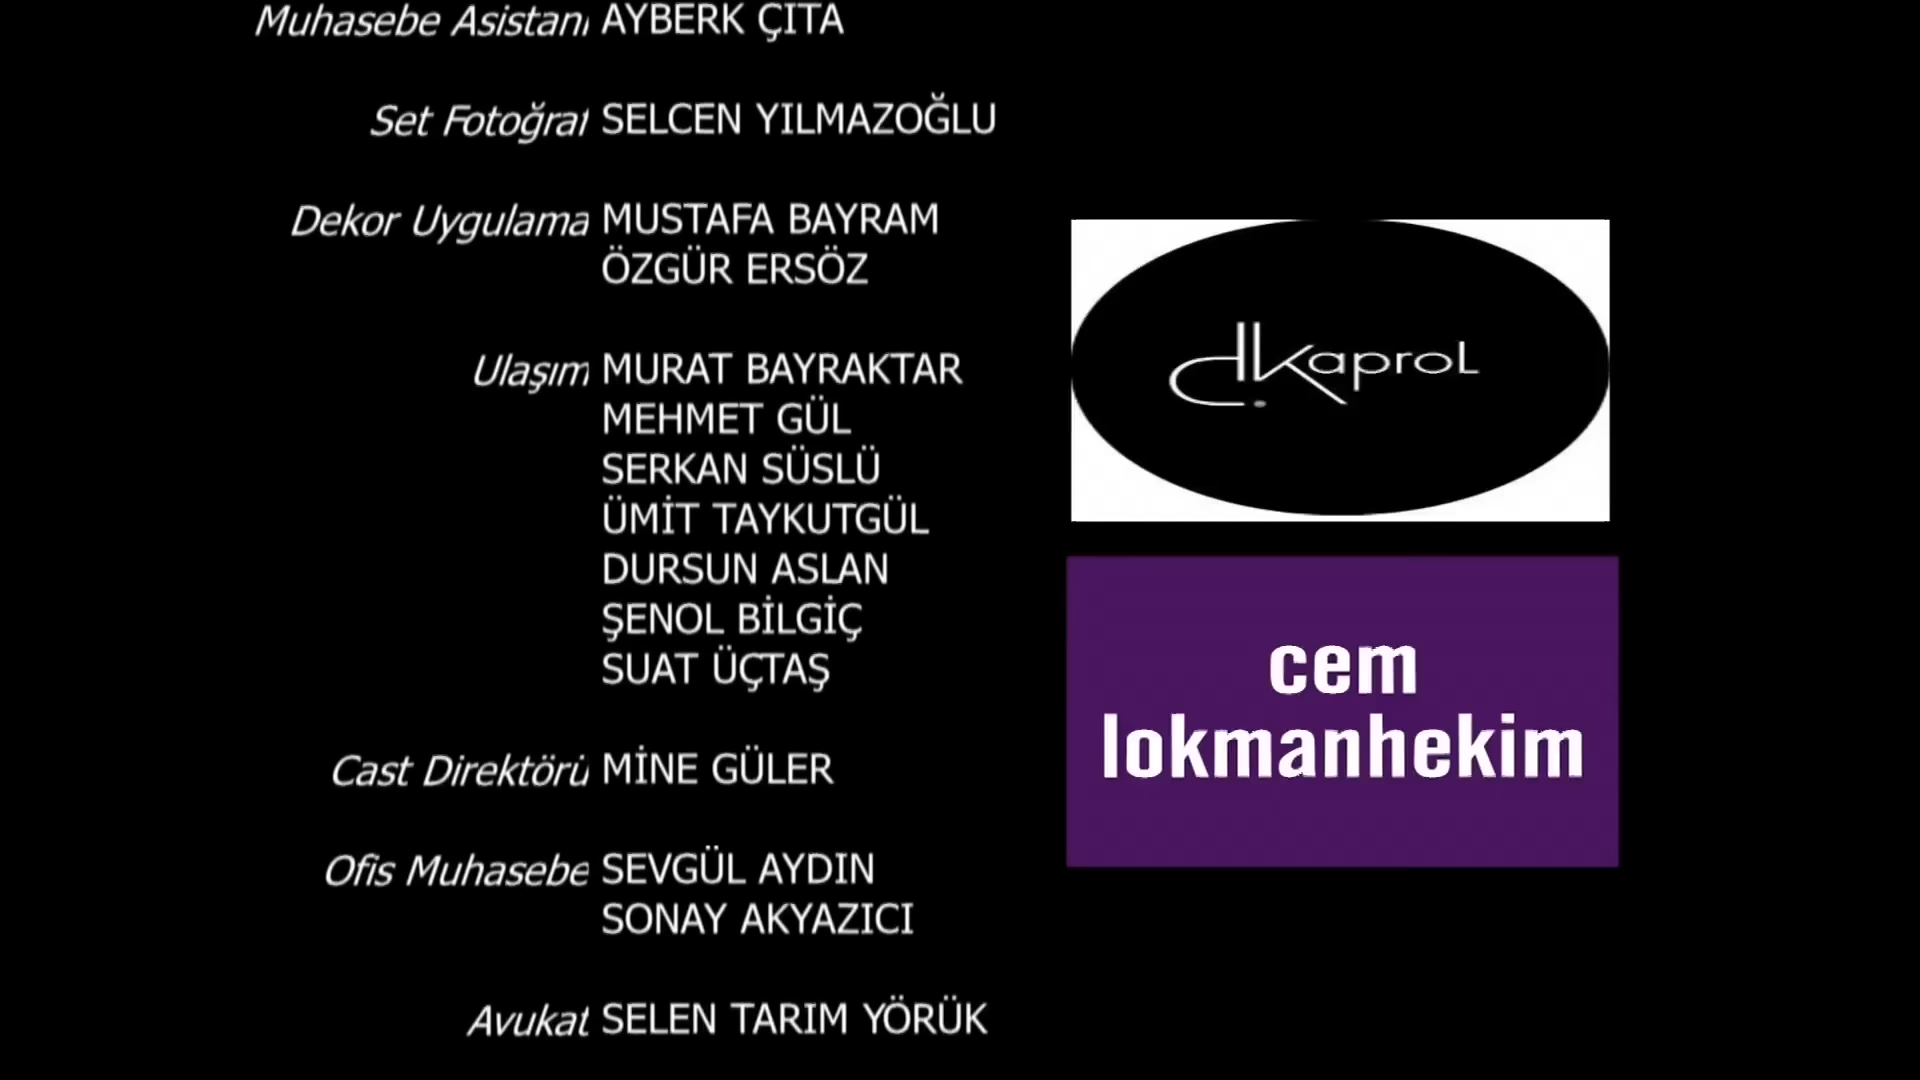 Muhasebe Asistanı AYBERK ÇITA
Set Fotoğraf SELCEN YILMAZOĞLU
Dekor Uygulama MUSTAFA BAYRAM
ÖZGÜR ERSÖZ
Ulaşım MURAT BAYRAKTAR
MEHMET GÜL
SERKAN SÜSLÜ
ÜMİT TAYKUTGÜL
DURSUN ASLAN
ŞENOL BİLGİÇ
SUAT ÜÇTAŞ
Cast Direktörü MİNE GÜLER
Ofis Muhasebe SEVGÜL AYDIN
SONAY AKYAZICI
Avukat SELEN TARIM YÖRÜK
d.KaproL
cem
lokmanhekim